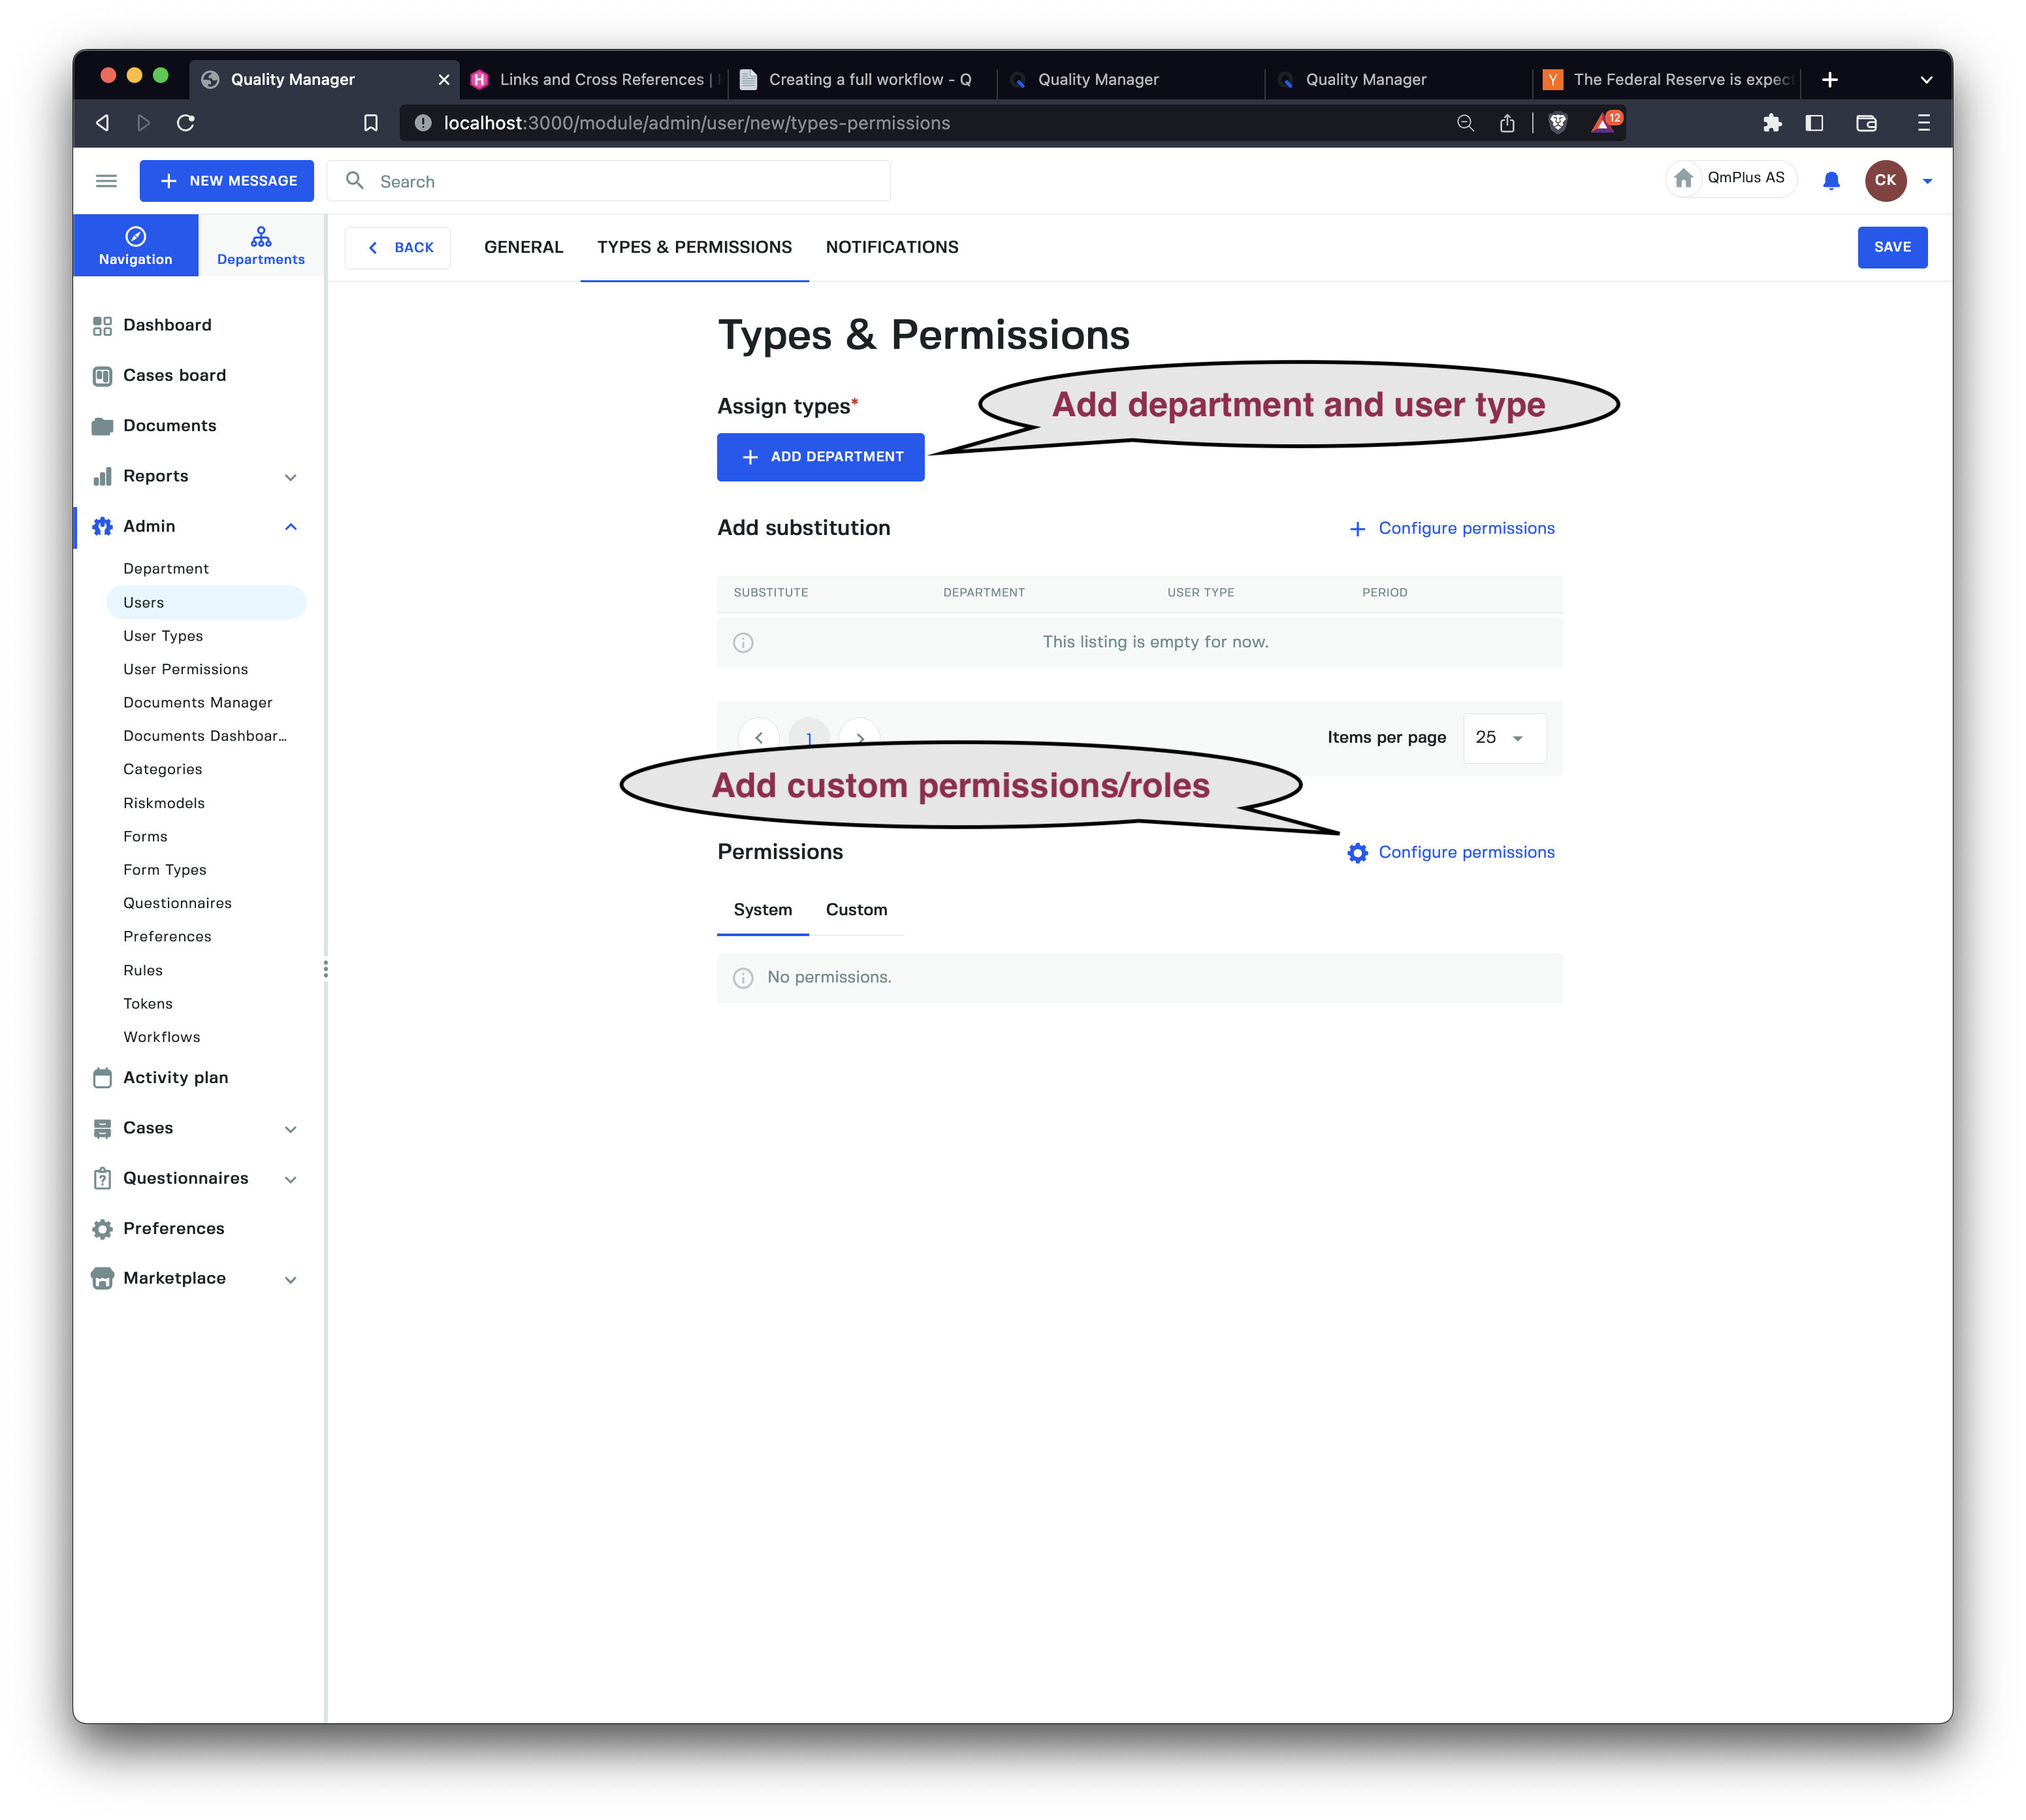 Quality Manager
Links and Cross References |
Creating a full workflow - Q
Quality Manager
Quality Manager
The Federal Reserve is expec
localhost:3000/module/admin/user/new/types-permissions
12
NEW MESSAGE
Search
QmPlus AS
CK
Navigation
Departments
BACK
GENERAL
TYPES & PERMISSIONS
NOTIFICATIONS
SAVE
Dashboard
Cases board
Documents
Reports
Admin
Department
Users
User Types
User Permissions
Documents Manager
Documents Dashboar...
Categories
Riskmodels
Forms
Form Types
Questionnaires
Preferences
Rules
Tokens
Workflows
Activity plan
Cases
Questionnaires
Preferences
Marketplace
Types & Permissions
Assign types*
Add department and user type
ADD DEPARTMENT
Add substitution
Configure permissions
SUBSTITUTE DEPARTMENT USER TYPE PERIOD
This listing is empty for now.
1
Items per page 25
Add custom permissions/roles
Permissions
Configure permissions
System Custom
No permissions.